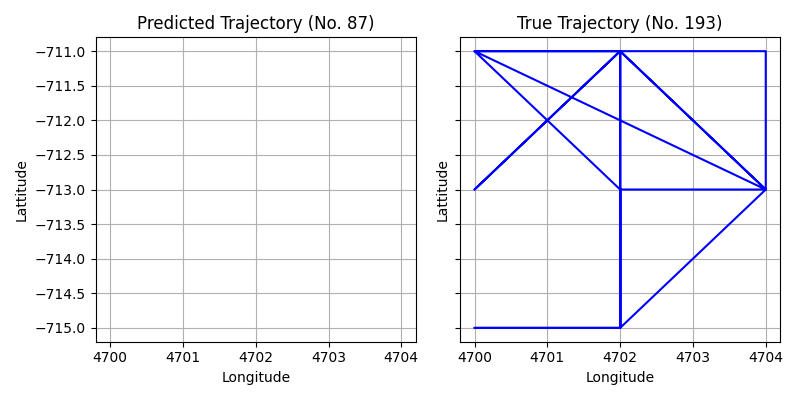 Predicted Trajectory (No. 87)
−711.0
−711.5
−712.0
−712.5
−713.0
−713.5
−714.0
−714.5
−715.0
Lattitude
4700 4701 4702 4703 4704
Longitude
True Trajectory (No. 193)
Lattitude
4700 4701 4702 4703 4704
Longitude